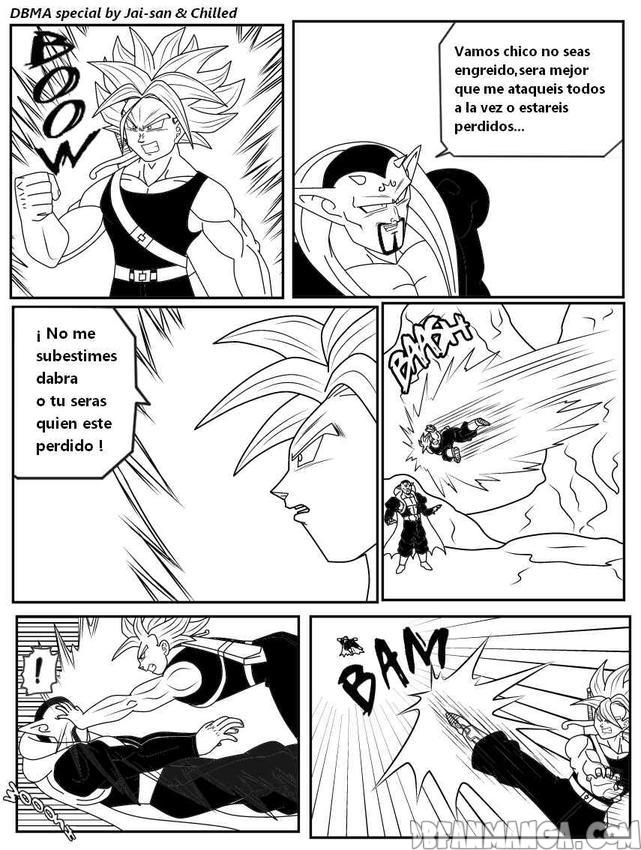 DBMA special by Jai-san & Chilled
BOOW
Vamos chico no seas
engreido,sera mejor
que me ataqueis todos
a la vez o estareis
perdidos...
¡ No me
subestimes
dabra
o tu seras
quien este
perdido !
BAASH
!
WOOOSH
BAM
DBFANMANGA.COM